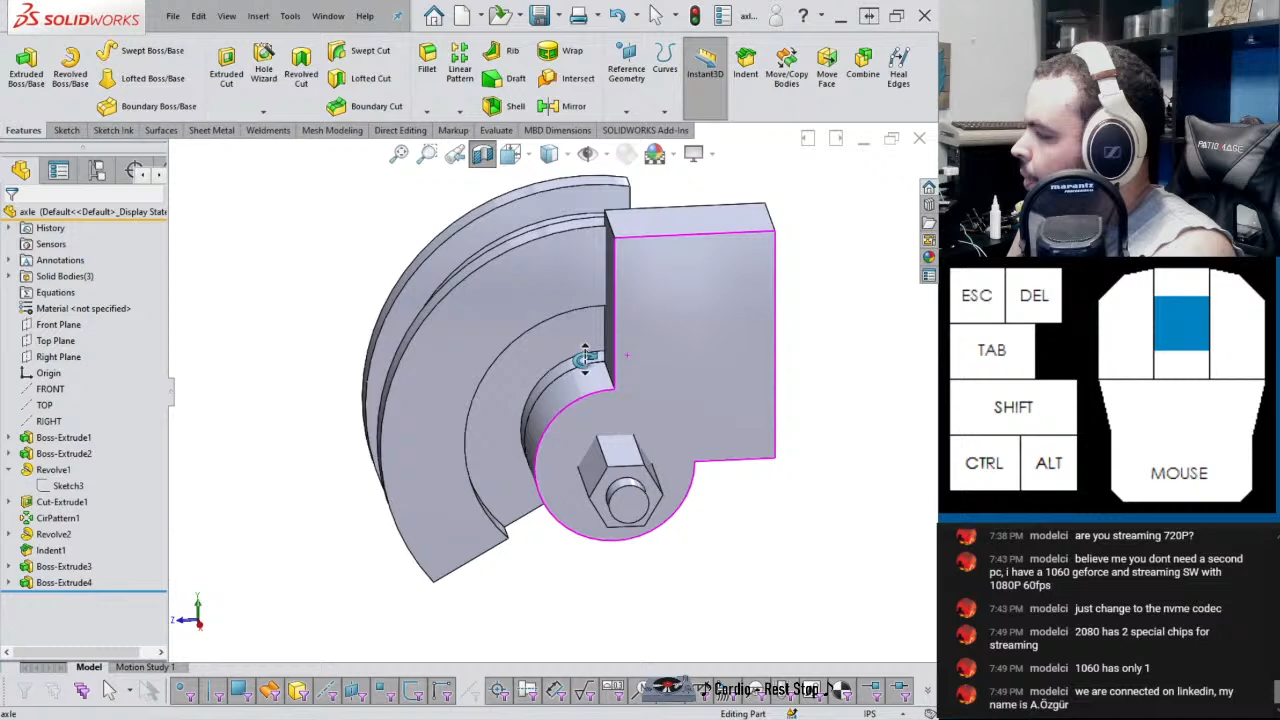 SOLIDWORKS
File Edit View Insert Tools Window Help
axl...
Extruded Boss/Base
Revolved Boss/Base
Swept Boss/Base
Lofted Boss/Base
Boundary Boss/Base
Extruded Cut
Hole Wizard
Revolved Cut
Swept Cut
Lofted Cut
Boundary Cut
Fillet
Linear Pattern
Rib
Draft
Shell
Wrap
Intersect
Mirror
Reference Geometry
Curves
Instant3D
Indent
Move/Copy Bodies
Move Face
Combine
Heal Edges
Features Sketch Sketch Ink Surfaces Sheet Metal Weldments Mesh Modeling Direct Editing Markup Evaluate MBD Dimensions SOLIDWORKS Add-Ins
axle (Default<<Default>_Display State
History
Sensors
Annotations
Solid Bodies(3)
Equations
Material <not specified>
Front Plane
Top Plane
Right Plane
Origin
FRONT
TOP
RIGHT
Boss-Extrude1
Boss-Extrude2
Revolve1
Sketch3
Cut-Extrude1
CirPattern1
Revolve2
Indent1
Boss-Extrude3
Boss-Extrude4
Y
Z
X
Model Motion Study 1
♪ Cordig - Rest Stop ♪
axle
Editing Part
IPS
PATIOMAGE
marantz
PROFESSIONAL
ESC DEL
TAB
SHIFT
CTRL ALT
MOUSE
7:38 PM modelci are you streaming 720P?
7:43 PM modelci believe me you dont need a second
pc, i have a 1060 geforce and streaming SW with
1080P 60fps
7:43 PM modelci just change to the nvme codec
7:49 PM modelci 2080 has 2 special chips for
streaming
7:49 PM modelci 1060 has only 1
7:49 PM modelci we are connected on linkedin, my
name is A.Özgür